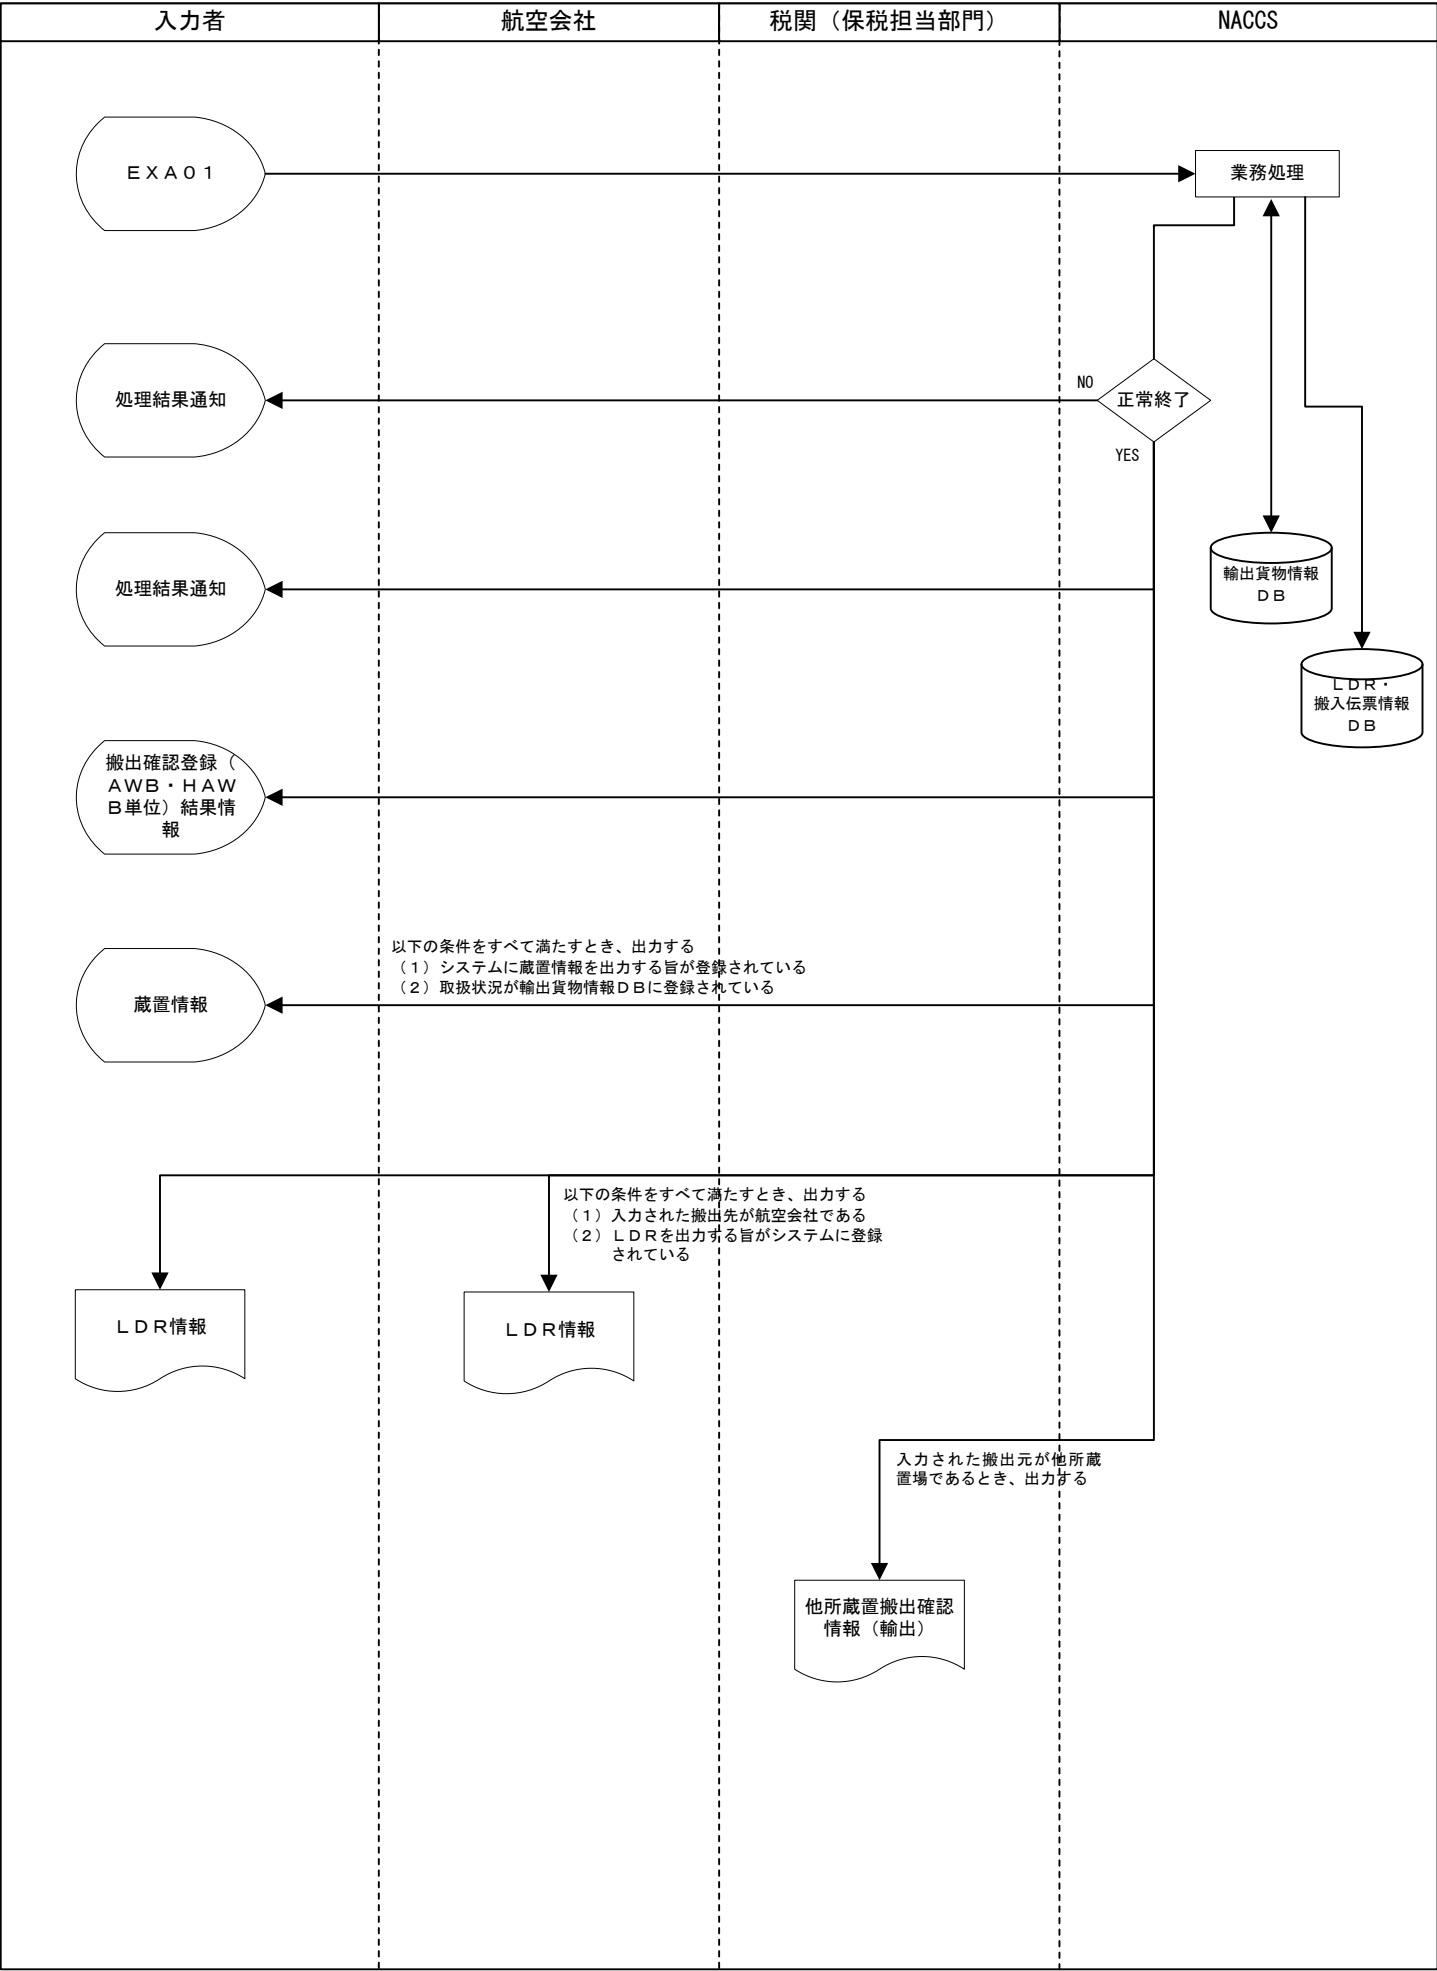 入力者
航空会社
税関（保税担当部門）
NACCS
ＥＸＡ０１
業務処理
処理結果通知
NO
正常終了
YES
処理結果通知
輸出貨物情報
ＤＢ
ＬＤＲ・
搬入伝票情報
ＤＢ
搬出確認登録（
ＡＷＢ・ＨＡＷ
Ｂ単位）結果情
報
以下の条件をすべて満たすとき、出力する
（１）システムに蔵置情報を出力する旨が登録されている
（２）取扱状況が輸出貨物情報ＤＢに登録されている
蔵置情報
以下の条件をすべて満たすとき、出力する
（１）入力された搬出先が航空会社である
（２）ＬＤＲを出力する旨がシステムに登録
されている
ＬＤＲ情報
ＬＤＲ情報
入力された搬出元が他所蔵
置場であるとき、出力する
他所蔵置搬出確認
情報（輸出）